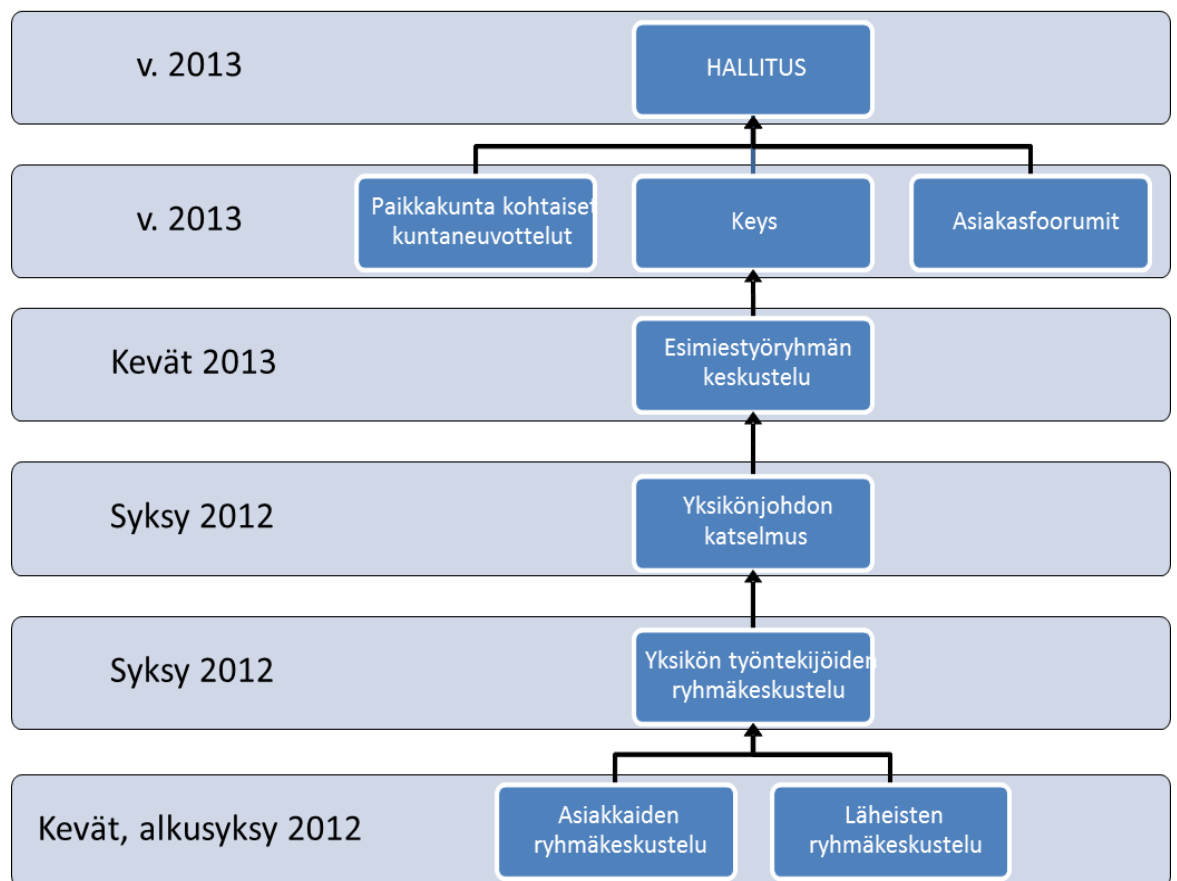 v. 2013
HALLITUS
v. 2013
Paikkakunta kohtaiset
kuntaneuvottelut
Keys
Asiakasfoorumit
Kevät 2013
Esimiestyöryhmän
keskustelu
Syksy 2012
Yksikönjohdon
katselmus
Syksy 2012
Yksikön työntekijöiden
ryhmäkeskustelu
Kevät, alkusyksy 2012
Asiakkaiden
ryhmäkeskustelu
Läheisten
ryhmäkeskustelu